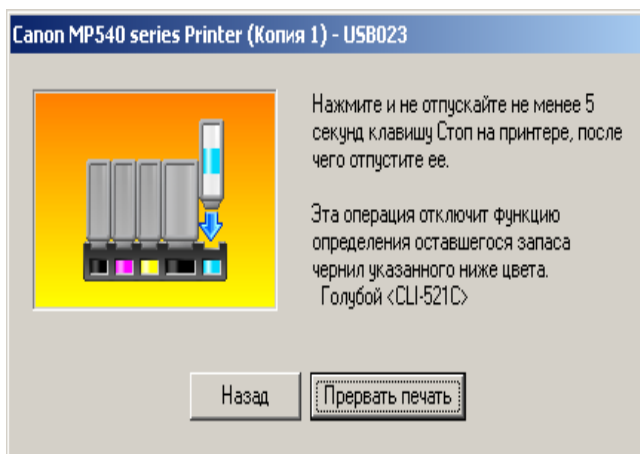 Canon MP540 series Printer (Копия 1) - USB023
Нажмите и не отпускайте не менее 5
секунд клавишу Стоп на принтере, после
чего отпустите ее.
Эта операция отключит функцию
определения оставшегося запаса
чернил указанного ниже цвета.
Голубой <CLI-521C>
Назад
Прервать печать